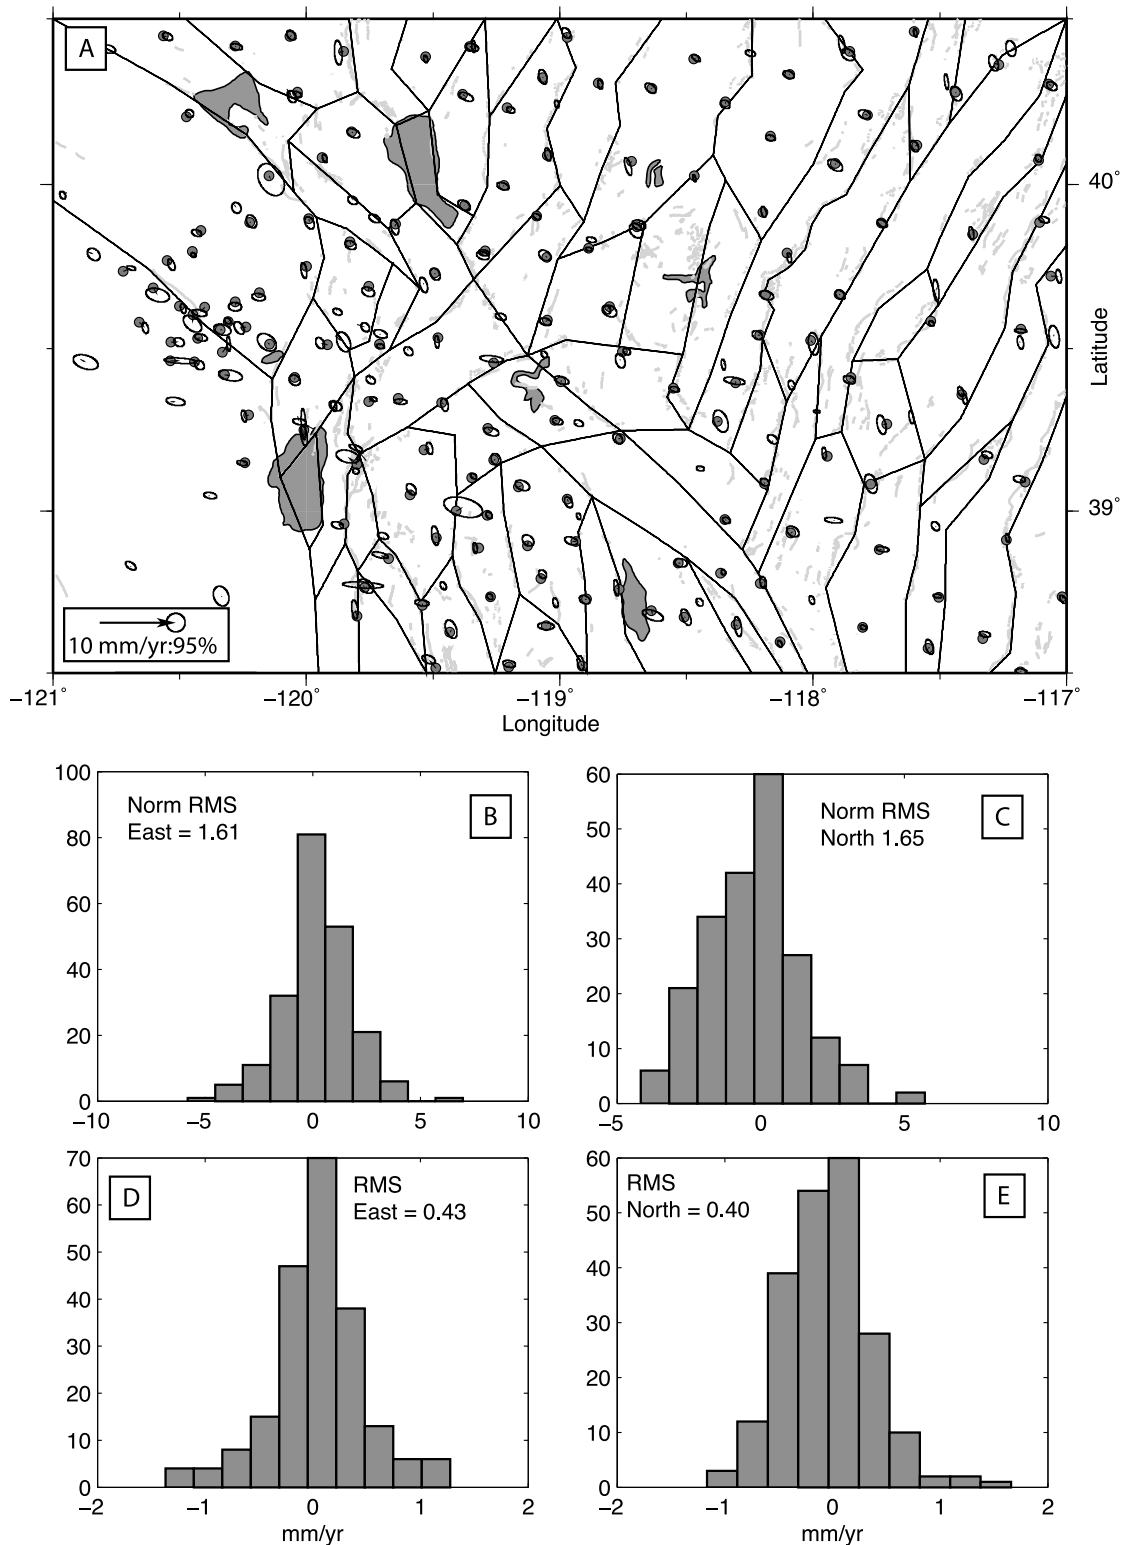 A
40°
39°
Latitude
10 mm/yr:95%
−121° −120° −119° −118° −117°
Longitude
100
80
60
40
20
0
−10 −5 0 5 10
Norm RMS
East = 1.61
B
60
50
40
30
20
10
0
−5 0 5 10
Norm RMS
North 1.65
C
70
60
50
40
30
20
10
0
−2 −1 0 1 2
mm/yr
D
RMS
East = 0.43
60
50
40
30
20
10
0
−2 −1 0 1 2
mm/yr
RMS
North = 0.40
E